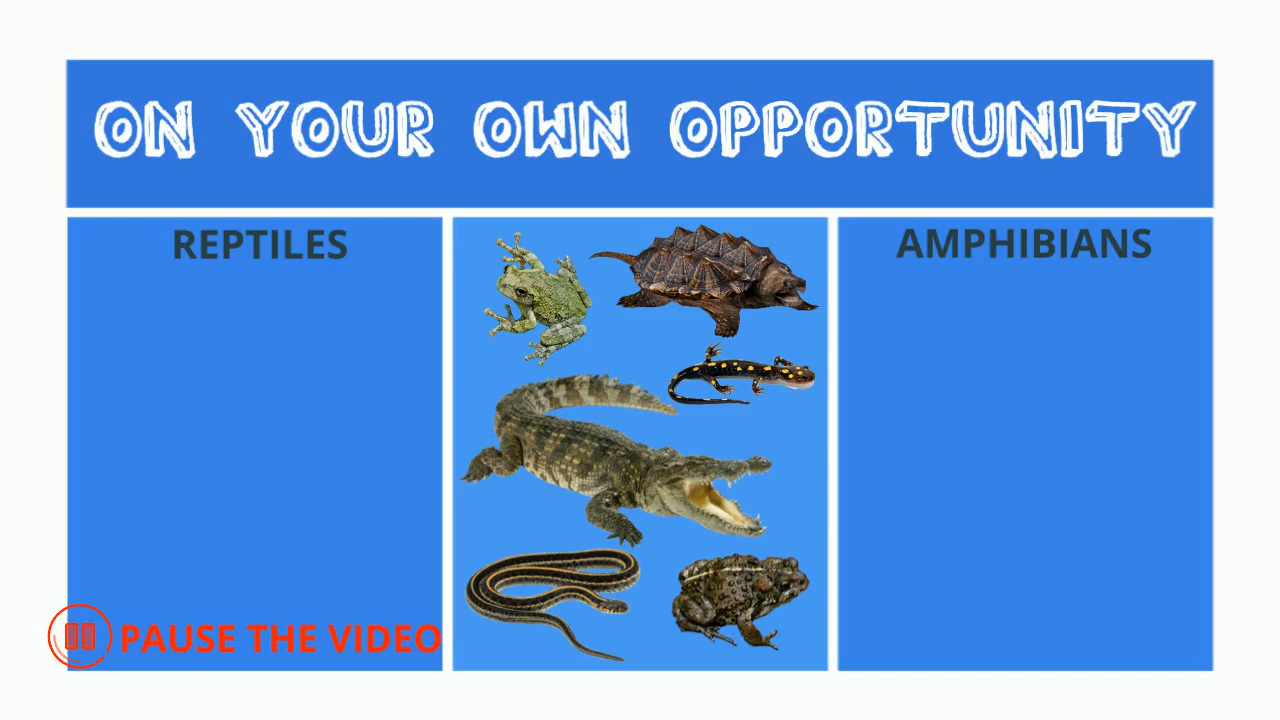 ON YOUR OWN OPPORTUNITY
REPTILES
AMPHIBIANS
PAUSE THE VIDEO